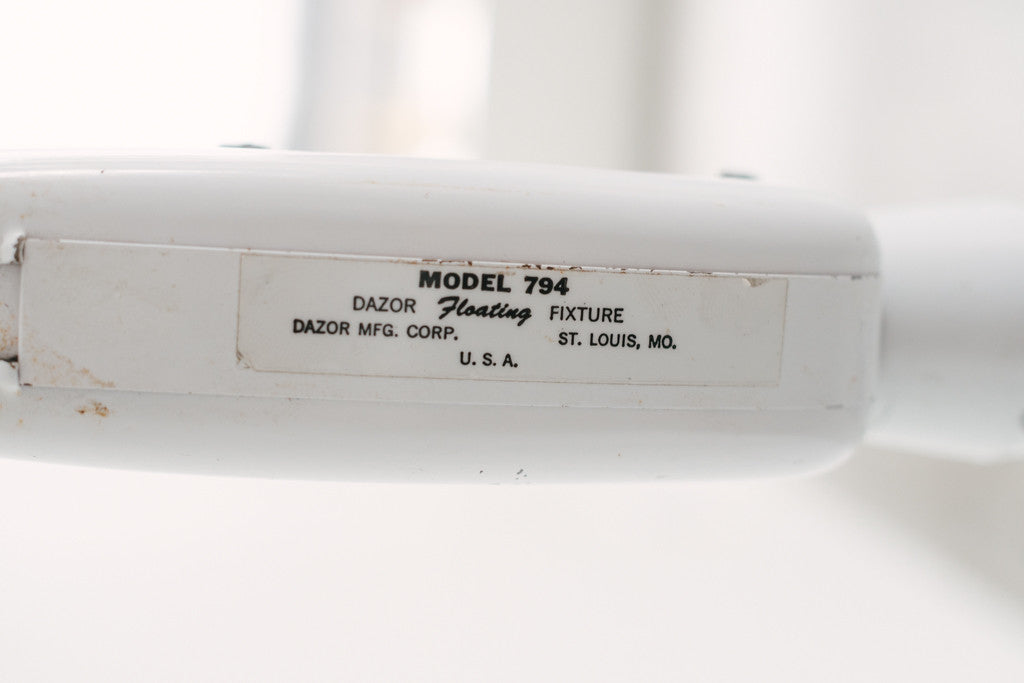 MODEL 794
DAZOR Floating FIXTURE
DAZOR MFG. CORP. ST. LOUIS, MO.
U. S. A.